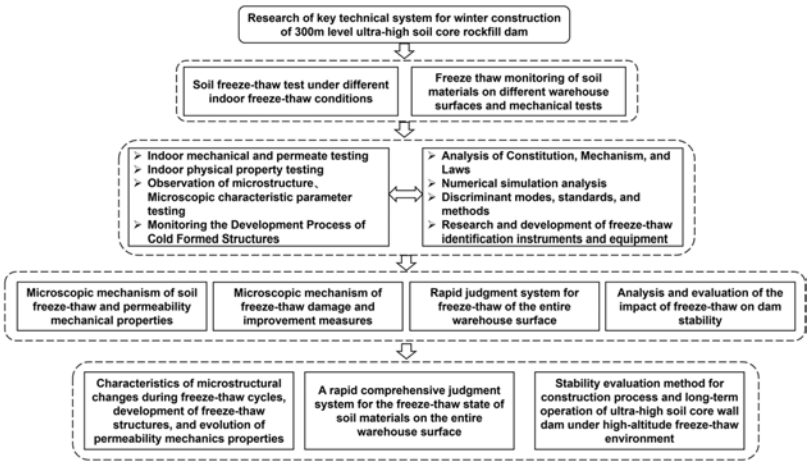 Research of key technical system for winter construction
of 300m level ultra-high soil core rockfill dam
Soil freeze-thaw test under different
indoor freeze-thaw conditions
Freeze thaw monitoring of soil
materials on different warehouse
surfaces and mechanical tests
➢ Indoor mechanical and permeate testing
➢ Indoor physical property testing
➢ Observation of microstructure、
Microscopic characteristic parameter
testing
➢ Monitoring the Development Process of
Cold Formed Structures
➢ Analysis of Constitution, Mechanism, and
Laws
➢ Numerical simulation analysis
➢ Discriminant modes, standards, and
methods
➢ Research and development of freeze-thaw
identification instruments and equipment
Microscopic mechanism of soil
freeze-thaw and permeability
mechanical properties
Microscopic mechanism of
freeze-thaw damage and
improvement measures
Rapid judgment system for
freeze-thaw of the entire
warehouse surface
Analysis and evaluation of the
impact of freeze-thaw on dam
stability
Characteristics of microstructural
changes during freeze-thaw cycles,
development of freeze-thaw
structures, and evolution of
permeability mechanics properties
A rapid comprehensive judgment
system for the freeze-thaw state of
soil materials on the entire
warehouse surface
Stability evaluation method for
construction process and long-term
operation of ultra-high soil core wall
dam under high-altitude freeze-thaw
environment